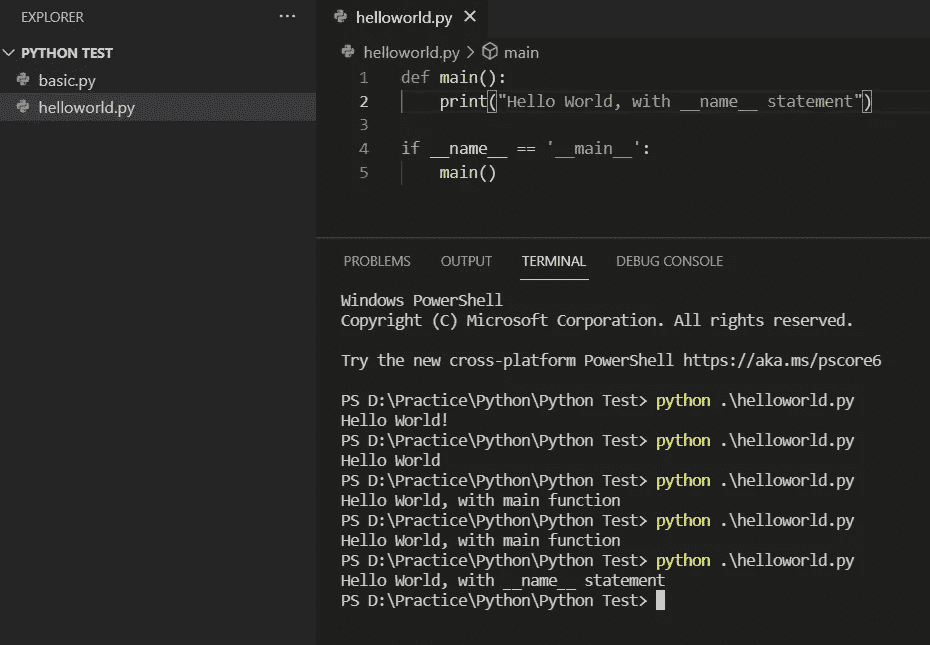 EXPLORER
PYTHON TEST
basic.py
helloworld.py
helloworld.py
helloworld.py > main
1 def main():
2     print("Hello World, with __name__ statement")
3
4 if __name__ == '__main__':
5     main()
PROBLEMS OUTPUT TERMINAL DEBUG CONSOLE
Windows PowerShell
Copyright (C) Microsoft Corporation. All rights reserved.
Try the new cross-platform PowerShell https://aka.ms/pscore6
PS D:\Practice\Python\Python Test> python .\helloworld.py
Hello World!
PS D:\Practice\Python\Python Test> python .\helloworld.py
Hello World
PS D:\Practice\Python\Python Test> python .\helloworld.py
Hello World, with main function
PS D:\Practice\Python\Python Test> python .\helloworld.py
Hello World, with main function
PS D:\Practice\Python\Python Test> python .\helloworld.py
Hello World, with __name__ statement
PS D:\Practice\Python\Python Test>